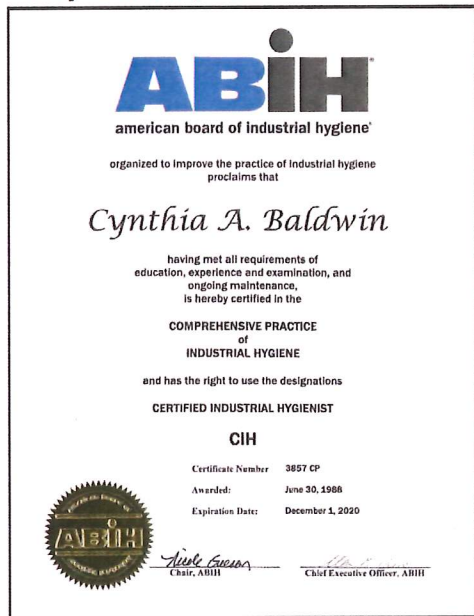 ABIH
american board of industrial hygiene®
organized to improve the practice of industrial hygiene
proclaims that
Cynthia A. Baldwin
having met all requirements of
education, experience and examination, and
ongoing maintenance,
is hereby certified in the
COMPREHENSIVE PRACTICE
of
INDUSTRIAL HYGIENE
and has the right to use the designations
CERTIFIED INDUSTRIAL HYGIENIST
CIH
Certificate Number 3857 CP
Awarded: June 30, 1988
Expiration Date: December 1, 2020
ABIH
Nicole Greeson
Chair, ABIH
Chief Executive Officer, ABIH